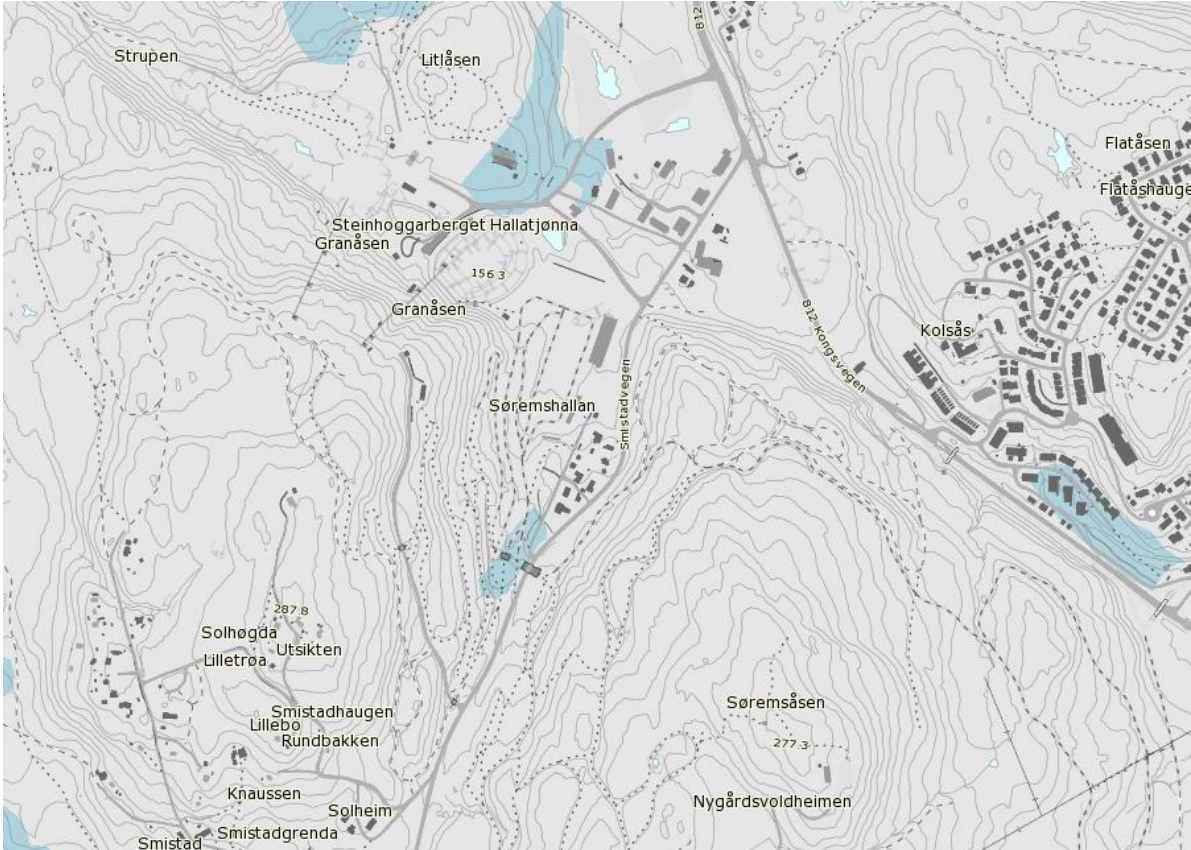 812
Strupen
Litlåsen
Flatåsen
Flatåshauge
Steinhoggarberget Hallatjønna
Granåsen
156.3
Granåsen
812 Kongsvegen
Kolsås
Smistadvegen
Søremshallan
287.8
Solhøgda
Utsikten
Lilletrøa
Smistadhaugen
Søremsåsen
Lillebo
Rundbakken
277.3
Knaussen
Nygårdsvoldheimen
Solheim
Smistadgrenda
Smistad